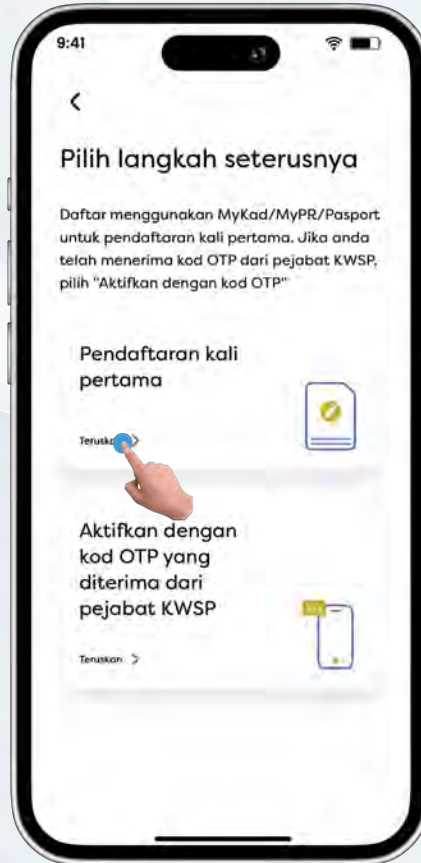 9:41
Pilih langkah seterusnya
Daftar menggunakan MyKad/MyPR/Pasport
untuk pendaftaran kali pertama. Jika anda
telah menerima kod OTP dari pejabat KWSP,
pilih "Aktifkan dengan kod OTP"
Pendaftaran kali
pertama
Aktifkan dengan
kod OTP yang
diterima dari
pejabat KWSP
Teruskan >